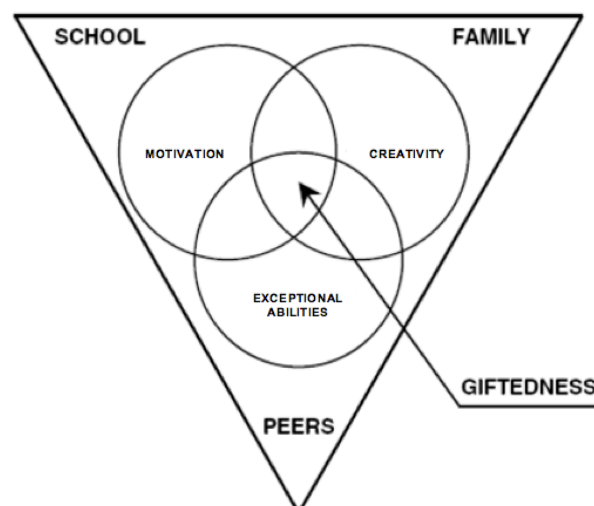 SCHOOL
FAMILY
MOTIVATION
CREATIVITY
EXCEPTIONAL
ABILITIES
GIFTEDNESS
PEERS